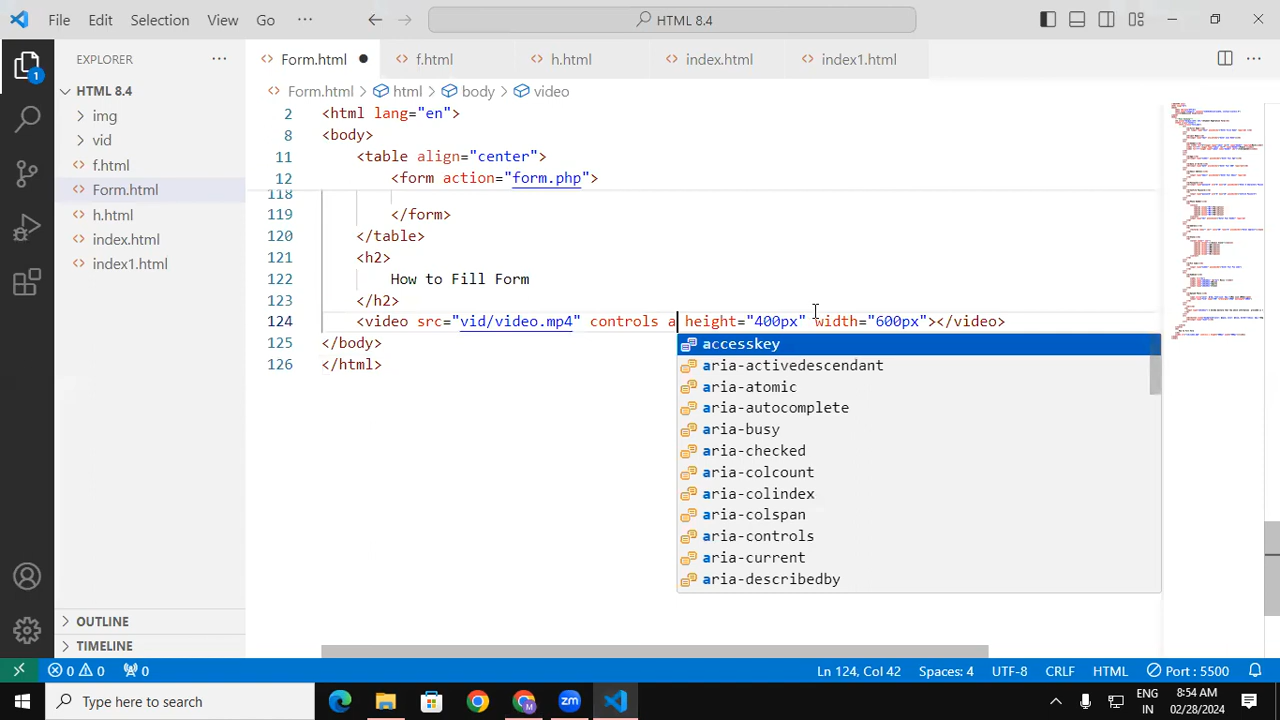 File Edit Selection View Go ··· HTML 8.4
EXPLORER ···
Form.html f.html h.html index.html index1.html
Form.html > html > body > video
HTML 8.4
img
vid
f.html
Form.html
h.html
index.html
index1.html
2 <html lang="en">
8 <body>
11 <table align="center">
12 <form action="form.php">
118
119 </form>
120 </table>
121 <h2>
122 How to Fill Form
123 </h2>
124 <video src="vid/video.mp4" controls a height="400px" width="600px"></video>
125 </body>
126 </html>
accesskey
aria-activedescendant
aria-atomic
aria-autocomplete
aria-busy
aria-checked
aria-colcount
aria-colindex
aria-colspan
aria-controls
aria-current
aria-describedby
1
OUTLINE
TIMELINE
0 0 0 Ln 124, Col 42 Spaces: 4 UTF-8 CRLF HTML Port : 5500
Type here to search
zm
ENG
IN
8:54 AM
02/28/2024